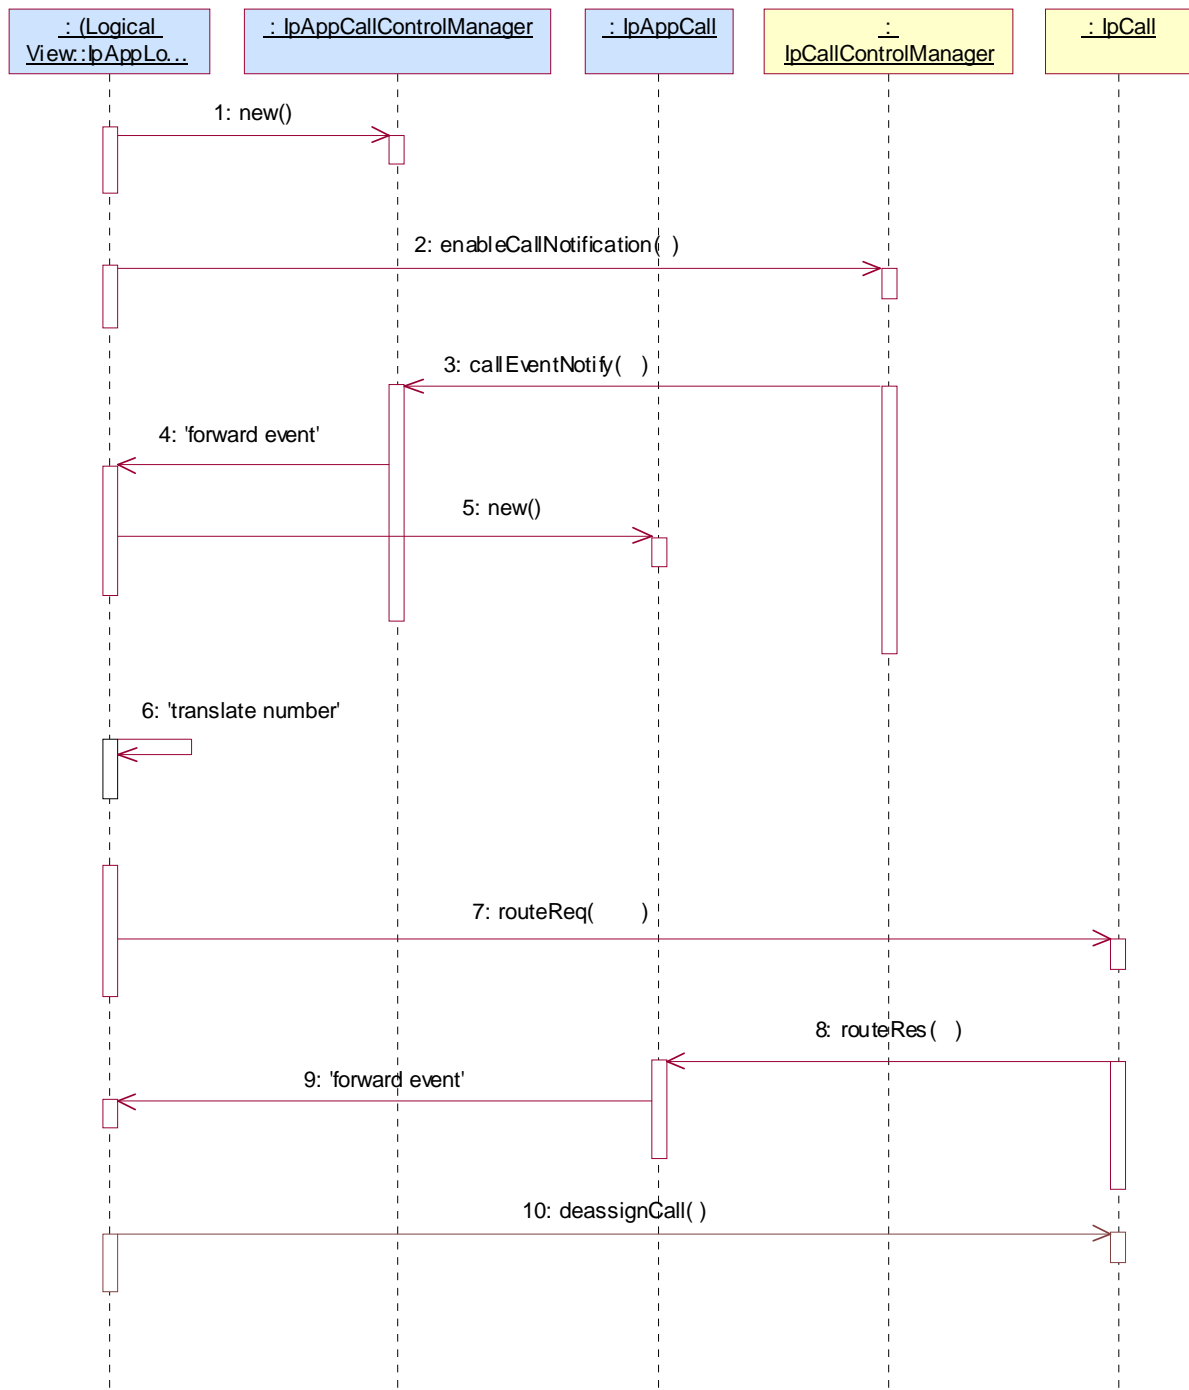 : (Logical
View::IpAppLo...
: IpAppCallControlManager
: IpAppCall
:
IpCallControlManager
: IpCall
1: new()
2: enableCallNotification( )
3: callEventNotify( )
4: 'forward event'
5: new()
6: 'translate number'
7: routeReq( )
8: routeRes( )
9: 'forward event'
10: deassignCall( )